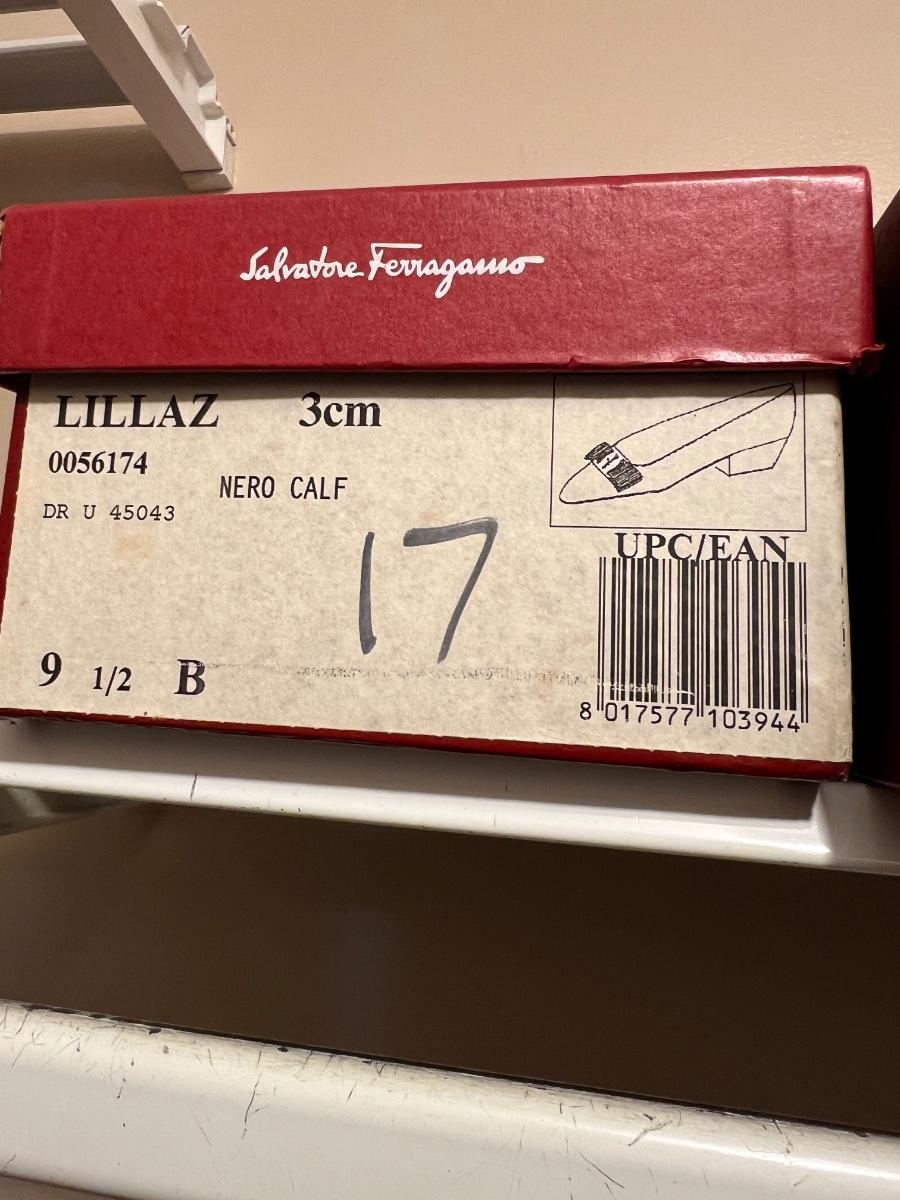 Salvatore Ferragamo
LILLAZ 3cm
0056174
NERO CALF
DR U 45043
17
UPC/EAN
9 1/2 B
8 017577 103944